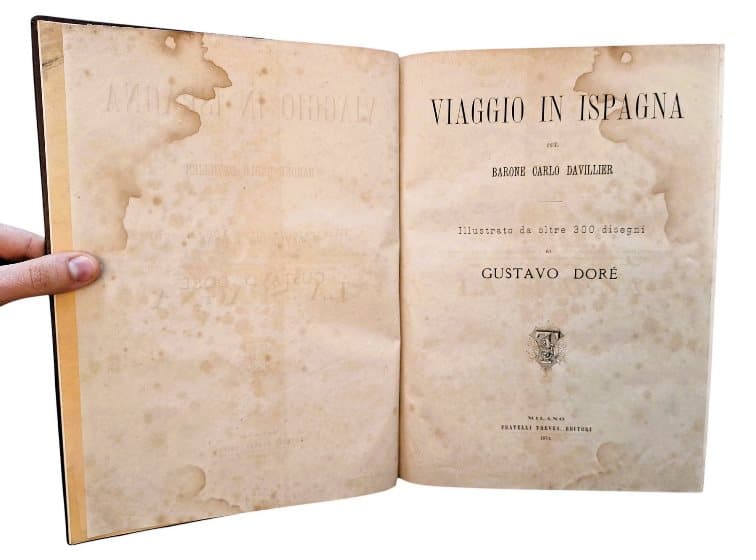 VIAGGIO IN ISPAGNA
DEL
BARONE CARLO DAVILLIER
Illustrato da oltre 300 disegni
DI
GUSTAVO DORÉ
MILANO
FRATELLI TREVES, EDITORI